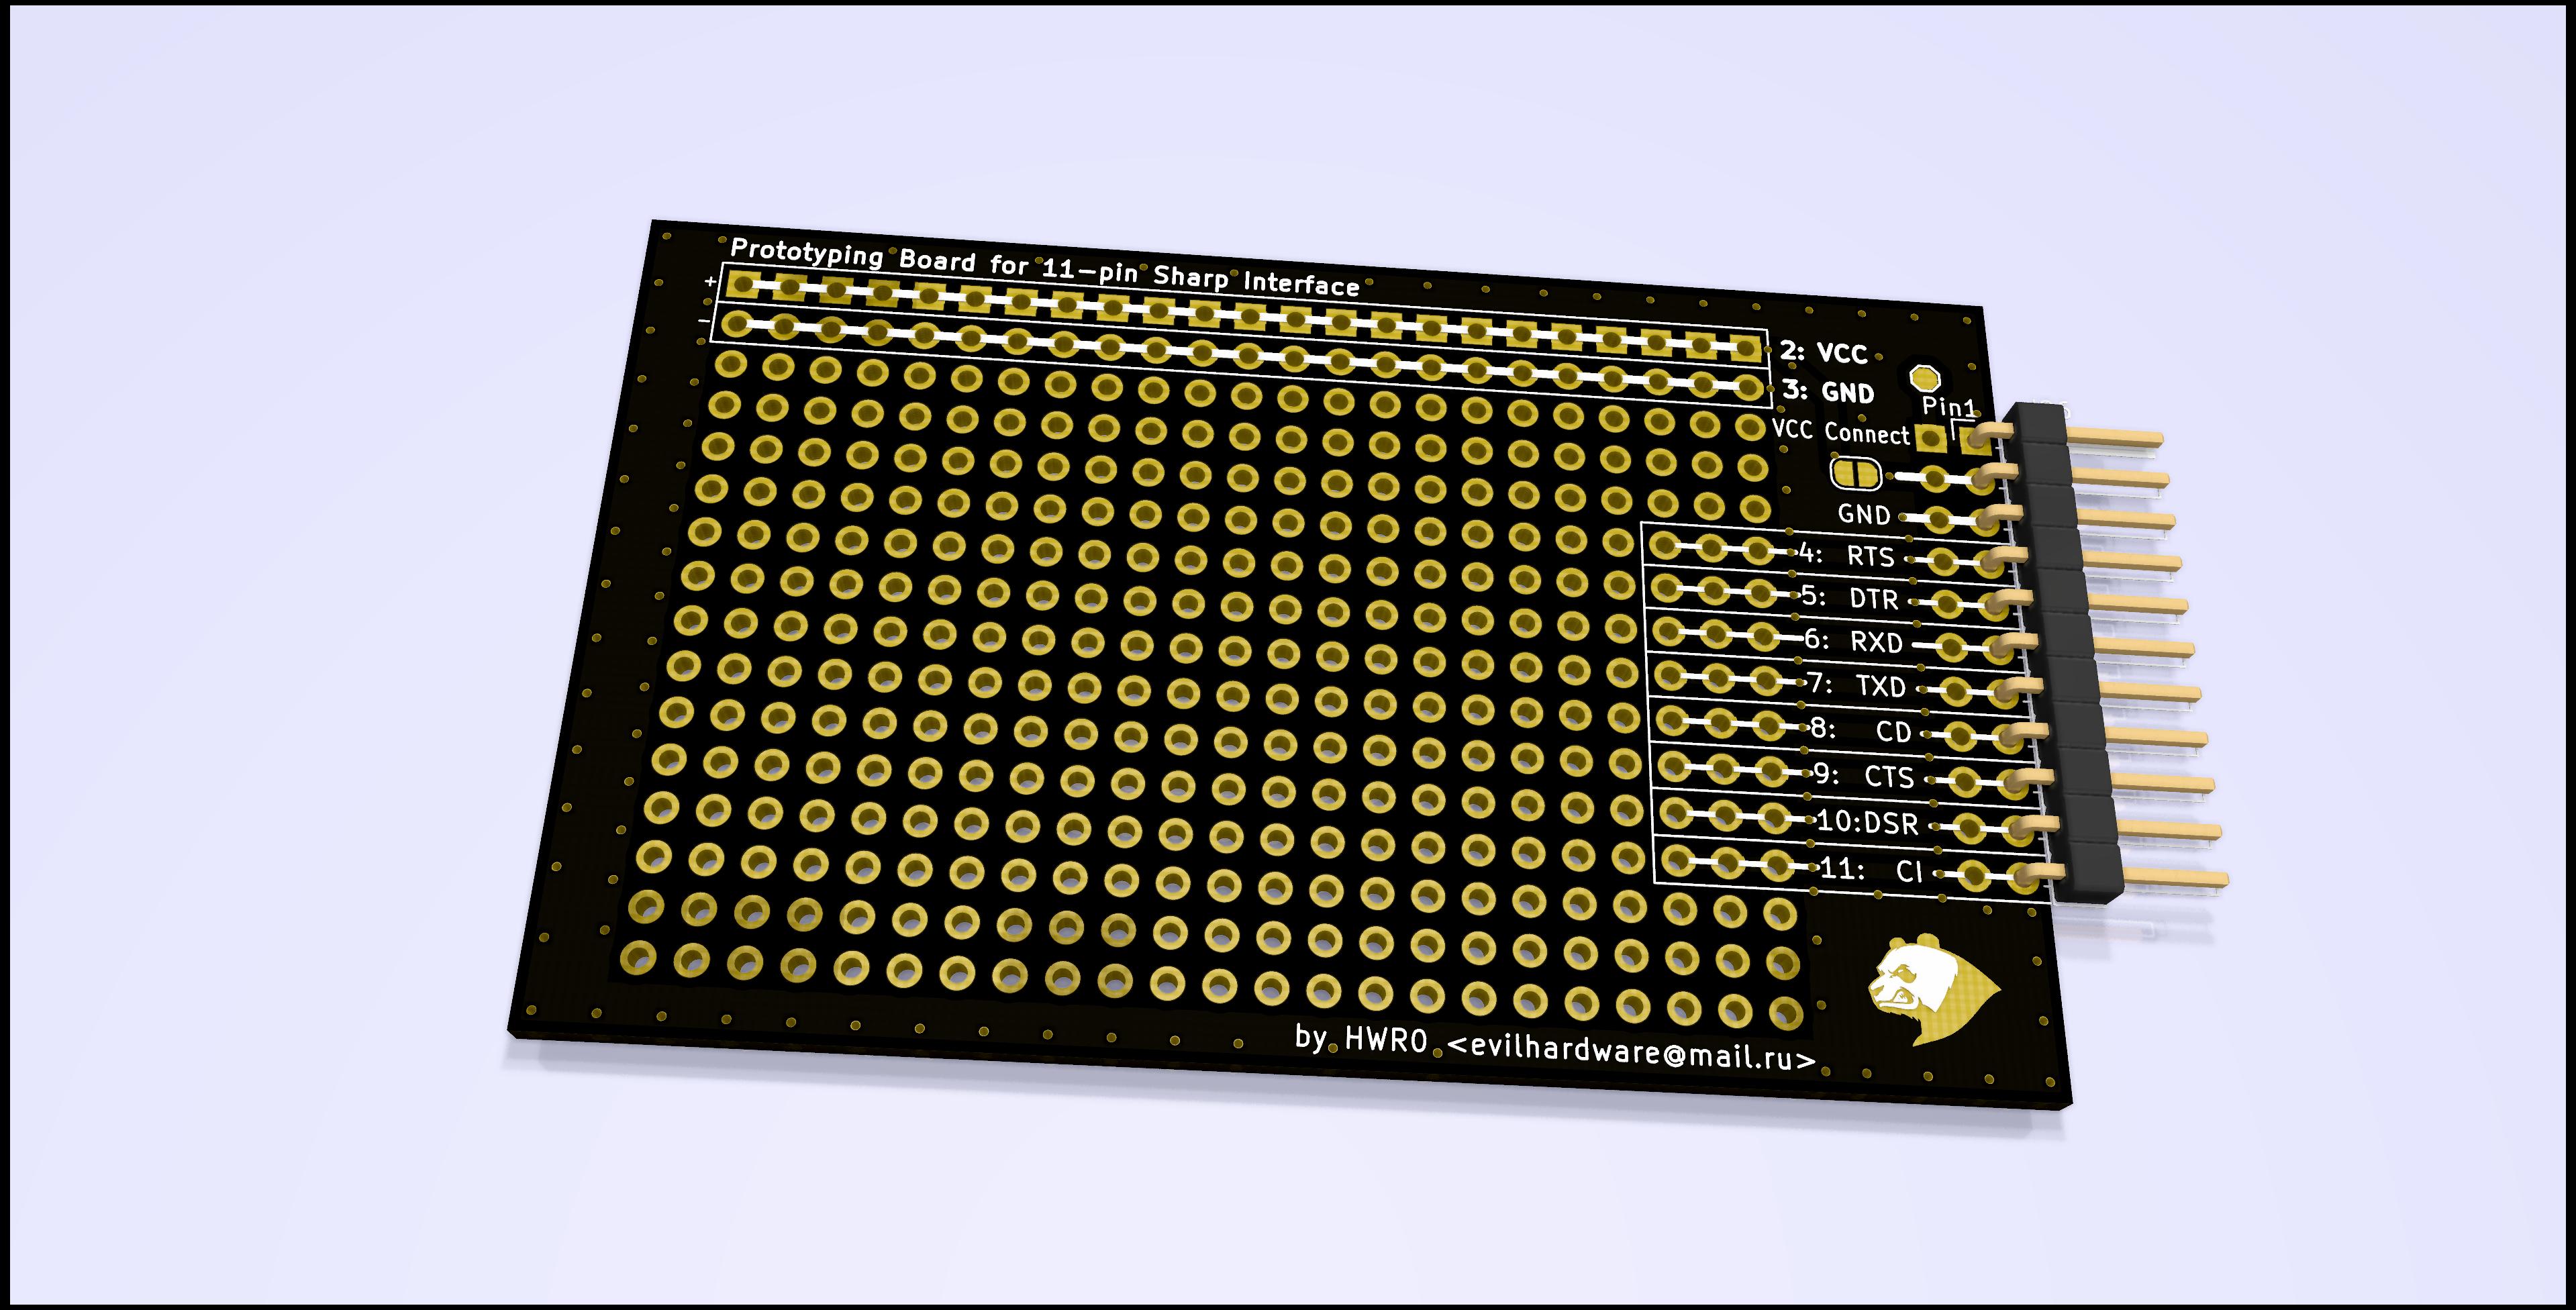 Prototyping Board for 11-pin Sharp Interface
+
-
2: VCC
3: GND
Pin1
VCC Connect
GND
4: RTS
5: DTR
6: RXD
7: TXD
8: CD
9: CTS
10:DSR
11: CI
by HWR0 <evilhardware@mail.ru>